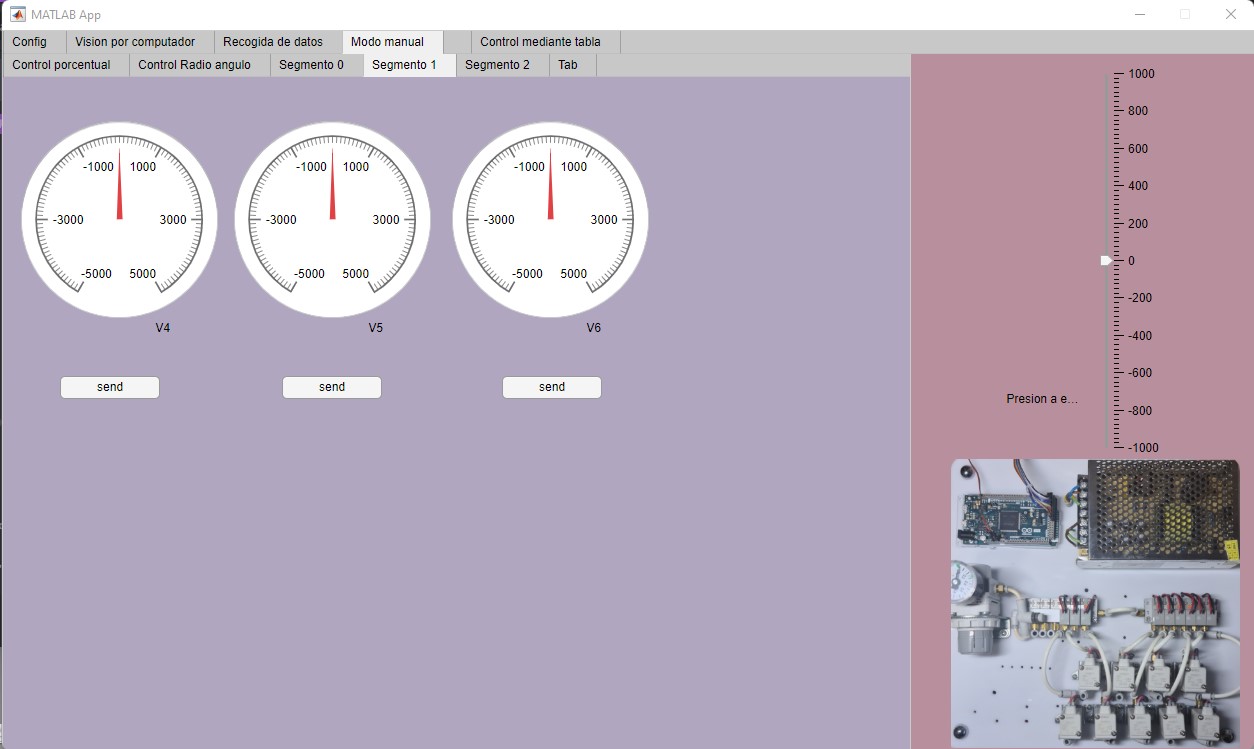 MATLAB App
Config Vision por computador Recogida de datos Modo manual Control mediante tabla
Control porcentual Control Radio angulo Segmento 0 Segmento 1 Segmento 2 Tab
-1000 1000
-3000 3000
-5000 5000
V4
send
-1000 1000
-3000 3000
-5000 5000
V5
send
-1000 1000
-3000 3000
-5000 5000
V6
send
1000
800
600
400
200
0
-200
-400
-600
-800
-1000
Presion a e...